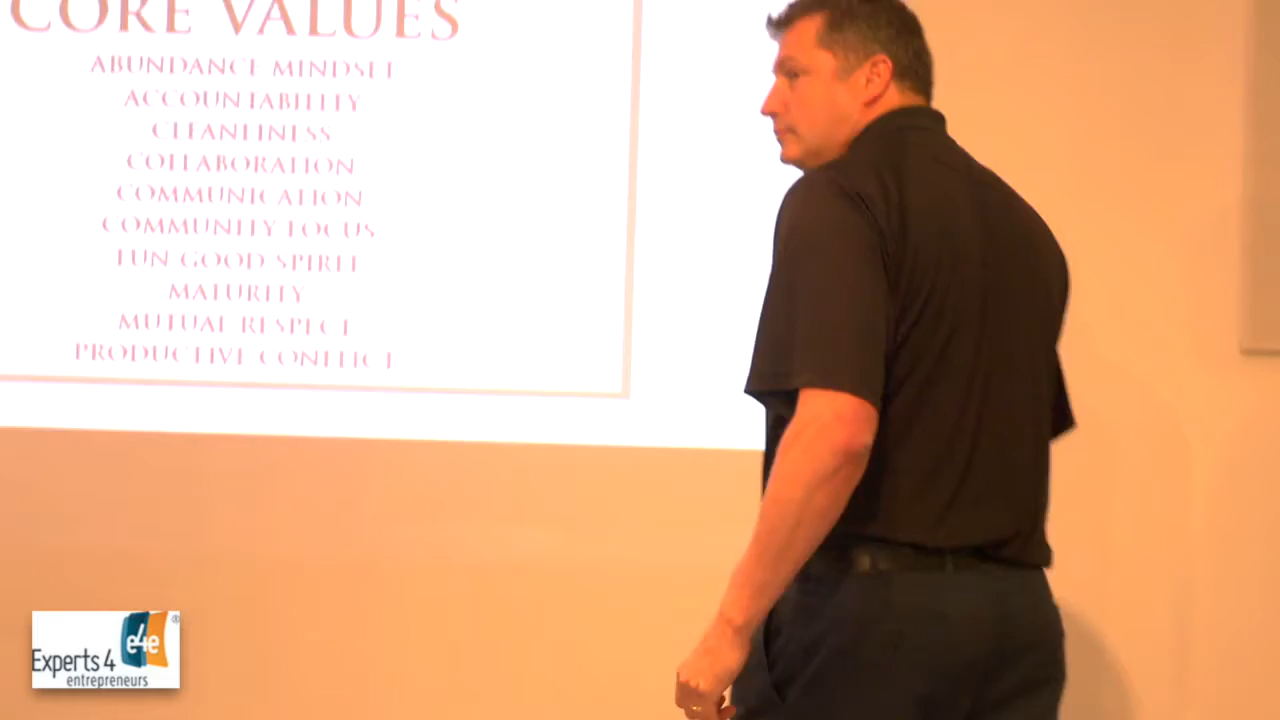 CORE VALUES
ABUNDANCE MINDSET
ACCOUNTABILITY
CLEANLINESS
COLLABORATION
COMMUNICATION
COMMUNITY FOCUS
FUN GOOD SPIRIT
MATURITY
MUTUAL RESPECT
PRODUCTIVE CONFLICT
e4e ®
Experts 4
entrepreneurs